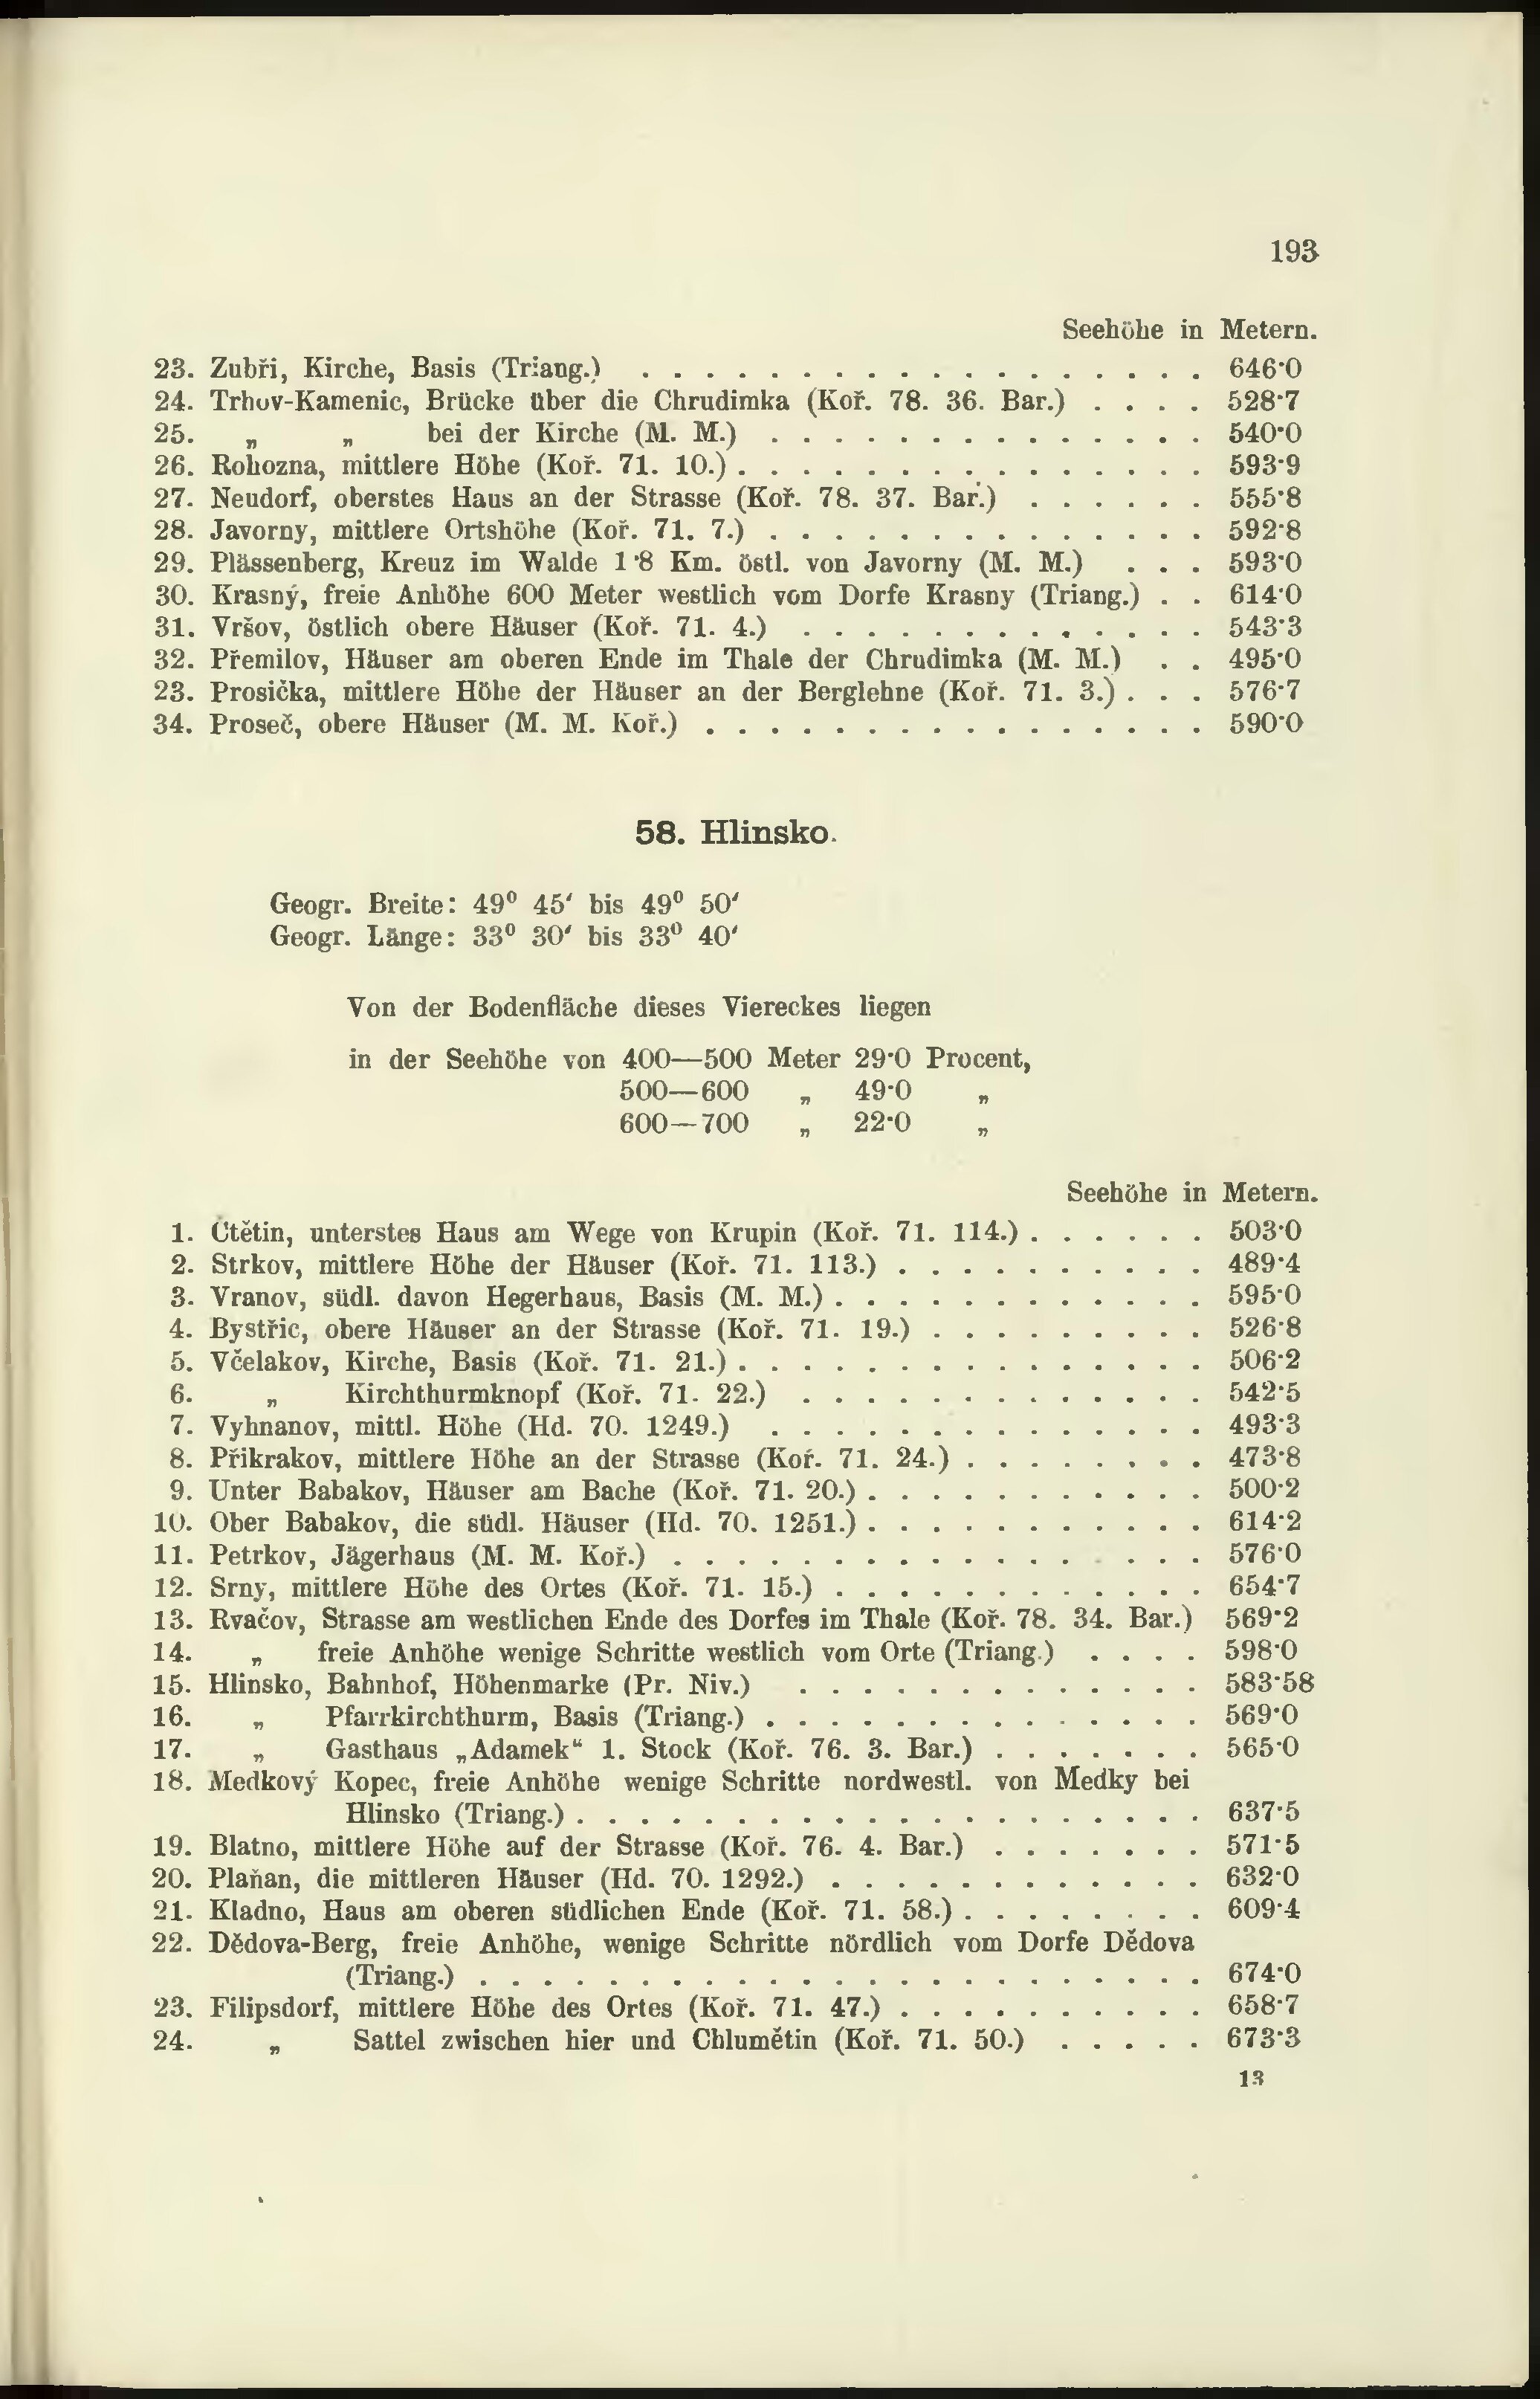 193
Seehöhe in Metern.
23. Zubři, Kirche, Basis (Triang.) . . . . . . . . . . . . . . . . . . 646·0
24. Trhov-Kamenic, Brücke über die Chrudimka (Koř. 78. 36. Bar.) . . . . 528·7
25. „ „ bei der Kirche (M. M.) . . . . . . . . . . . . . . 540·0
26. Rohozna, mittlere Höhe (Koř. 71. 10.) . . . . . . . . . . . . . . . 593·9
27. Neudorf, oberstes Haus an der Strasse (Koř. 78. 37. Bar.) . . . . . . 555·8
28. Javorny, mittlere Ortshöhe (Koř. 71. 7.) . . . . . . . . . . . . . . 592·8
29. Plässenberg, Kreuz im Walde 1·8 Km. östl. von Javorny (M. M.) . . . 593·0
30. Krasný, freie Anhöhe 600 Meter westlich vom Dorfe Krasny (Triang.) . . 614·0
31. Vršov, östlich obere Häuser (Koř. 71. 4.) . . . . . . . . . . . . . 543·3
32. Přemilov, Häuser am oberen Ende im Thale der Chrudimka (M. M.) . . 495·0
23. Prosička, mittlere Höhe der Häuser an der Berglehne (Koř. 71. 3.) . . . 576·7
34. Proseč, obere Häuser (M. M. Koř.) . . . . . . . . . . . . . . . . 590·0
58. Hlinsko.
Geogr. Breite: 49⁰ 45′ bis 49⁰ 50′
Geogr. Länge: 33⁰ 30′ bis 33⁰ 40′
Von der Bodenfläche dieses Viereckes liegen
in der Seehöhe von 400—500 Meter 29·0 Procent,
500—600 „ 49·0 „
600—700 „ 22·0 „
Seehöhe in Metern.
1. Ctětin, unterstes Haus am Wege von Krupin (Koř. 71. 114.) . . . . . . 503·0
2. Strkov, mittlere Höhe der Häuser (Koř. 71. 113.) . . . . . . . . . . 489·4
3. Vranov, südl. davon Hegerhaus, Basis (M. M.) . . . . . . . . . . . . 595·0
4. Bystřic, obere Häuser an der Strasse (Koř. 71. 19.) . . . . . . . . . 526·8
5. Včelakov, Kirche, Basis (Koř. 71. 21.) . . . . . . . . . . . . . . . 506·2
6. „ Kirchthurmknopf (Koř. 71. 22.) . . . . . . . . . . . . . 542·5
7. Vyhnanov, mittl. Höhe (Hd. 70. 1249.) . . . . . . . . . . . . . . 493·3
8. Přikrakov, mittlere Höhe an der Strasse (Koř. 71. 24.) . . . . . . . . 473·8
9. Unter Babakov, Häuser am Bache (Koř. 71. 20.) . . . . . . . . . . . 500·2
10. Ober Babakov, die südl. Häuser (Hd. 70. 1251.) . . . . . . . . . . . 614·2
11. Petrkov, Jägerhaus (M. M. Koř.) . . . . . . . . . . . . . . . . . 576·0
12. Srny, mittlere Höhe des Ortes (Koř. 71. 15.) . . . . . . . . . . . . 654·7
13. Rvačov, Strasse am westlichen Ende des Dorfes im Thale (Koř. 78. 34. Bar.) 569·2
14. „ freie Anhöhe wenige Schritte westlich vom Orte (Triang.) . . . . 598·0
15. Hlinsko, Bahnhof, Höhenmarke (Pr. Niv.) . . . . . . . . . . . . . 583·58
16. „ Pfarrkirchthurm, Basis (Triang.) . . . . . . . . . . . . . . 569·0
17. „ Gasthaus „Adamek“ 1. Stock (Koř. 76. 3. Bar.) . . . . . . . 565·0
18. Medkový Kopec, freie Anhöhe wenige Schritte nordwestl. von Medky bei
Hlinsko (Triang.) . . . . . . . . . . . . . . . . . . . . 637·5
19. Blatno, mittlere Höhe auf der Strasse (Koř. 76. 4. Bar.) . . . . . . . 571·5
20. Plaňan, die mittleren Häuser (Hd. 70. 1292.) . . . . . . . . . . . . 632·0
21. Kladno, Haus am oberen südlichen Ende (Koř. 71. 58.) . . . . . . . . 609·4
22. Dědova-Berg, freie Anhöhe, wenige Schritte nördlich vom Dorfe Dědova
(Triang.) . . . . . . . . . . . . . . . . . . . . . . . 674·0
23. Filipsdorf, mittlere Höhe des Ortes (Koř. 71. 47.) . . . . . . . . . . 658·7
24. „ Sattel zwischen hier und Chlumětin (Koř. 71. 50.) . . . . . 673·3
13